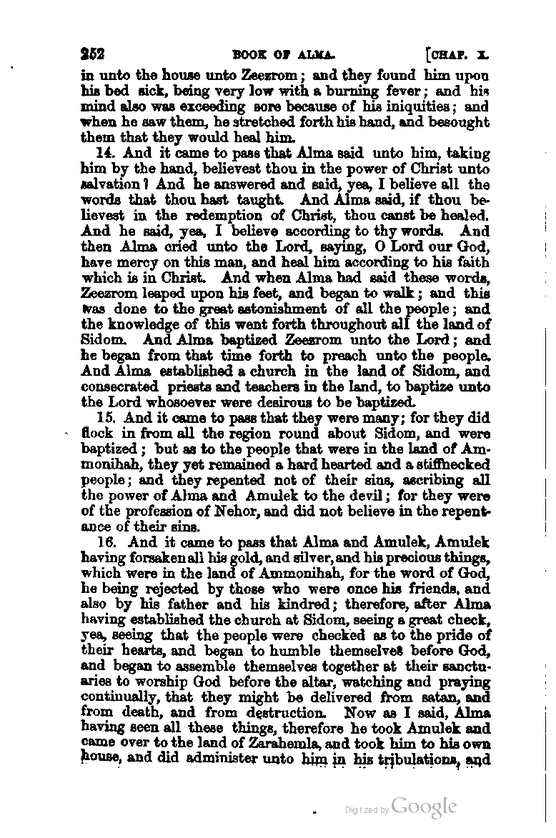 252 BOOK OF ALMA. [CHAP. X.
in unto the house unto Zeezrom; and they found him upon
his bed sick, being very low with a burning fever; and his
mind also was exceeding sore because of his iniquities; and
when he saw them, he stretched forth his hand, and besought
them that they would heal him.
14. And it came to pass that Alma said unto him, taking
him by the hand, believest thou in the power of Christ unto
salvation? And he answered and said, yea, I believe all the
words that thou hast taught. And Alma said, if thou be-
lievest in the redemption of Christ, thou canst be healed.
And he said, yea, I believe according to thy words. And
then Alma cried unto the Lord, saying, O Lord our God,
have mercy on this man, and heal him according to his faith
which is in Christ. And when Alma had said these words,
Zeezrom leaped upon his feet, and began to walk; and this
was done to the great astonishment of all the people; and
the knowledge of this went forth throughout all the land of
Sidom. And Alma baptized Zeezrom unto the Lord; and
he began from that time forth to preach unto the people.
And Alma established a church in the land of Sidom, and
consecrated priests and teachers in the land, to baptize unto
the Lord whosoever were desirous to be baptized.
15. And it came to pass that they were many; for they did
flock in from all the region round about Sidom, and were
baptized; but as to the people that were in the land of Am-
monihah, they yet remained a hard hearted and a stiffnecked
people; and they repented not of their sins, ascribing all
the power of Alma and Amulek to the devil; for they were
of the profession of Nehor, and did not believe in the repent-
ance of their sins.
16. And it came to pass that Alma and Amulek, Amulek
having forsaken all his gold, and silver, and his precious things,
which were in the land of Ammonihah, for the word of God,
he being rejected by those who were once his friends, and
also by his father and his kindred; therefore, after Alma
having established the church at Sidom, seeing a great check,
yea, seeing that the people were checked as to the pride of
their hearts, and began to humble themselves before God,
and began to assemble themselves together at their sanctu-
aries to worship God before the altar, watching and praying
continually, that they might be delivered from satan, and
from death, and from destruction. Now as I said, Alma
having seen all these things, therefore he took Amulek and
came over to the land of Zarahemla, and took him to his own
house, and did administer unto him in his tribulations, and
Digitized by Google